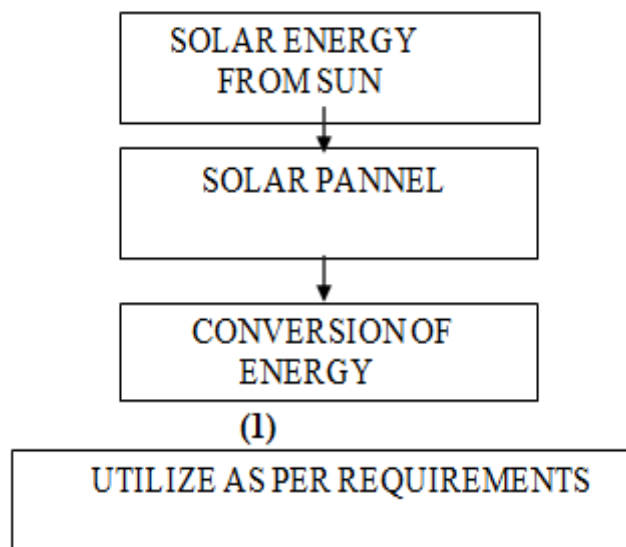 SOLAR ENERGY
FROM SUN
SOLAR PANNEL
CONVERSION OF
ENERGY
(1)
UTILIZE AS PER REQUIREMENTS